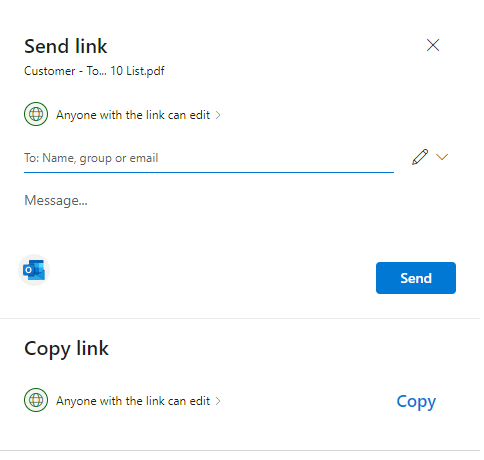 Send link
Customer - To... 10 List.pdf
Anyone with the link can edit
To: Name, group or email
Message...
Send
Copy link
Anyone with the link can edit
Copy